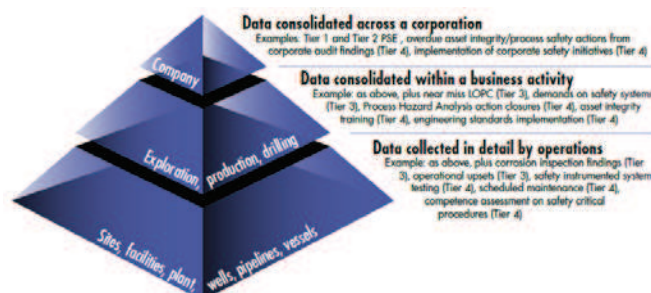 Data consolidated across a corporation
Examples. Tier 1 and Tier 2 PSE , overdue asset integrity/process safety actions from
corporate audit findings (Tier 4), implementation of corporate safety initiatives (Tier 4)
Company
Data consolidated within a business activity
Example: as above, plus near miss LOPC (Tier 3), demands on safety systems
(Tier 3), Process Hazard Analysis action closures (Tier 4), asset integrity
training (Tier 4), engineering standards implementation (Tier 4)
Exploration, production, drilling
Data collected in detail by operations
Example: as above, plus corrosion inspection findings (Tier
3), operational upsets (Tier 3), safety instrumented system
testing (Tier 4), scheduled maintenance (Tier 4),
competence assessment on safety critical
procedures (Tier 4)
Sites, facilities, plant, wells, pipelines, vessels